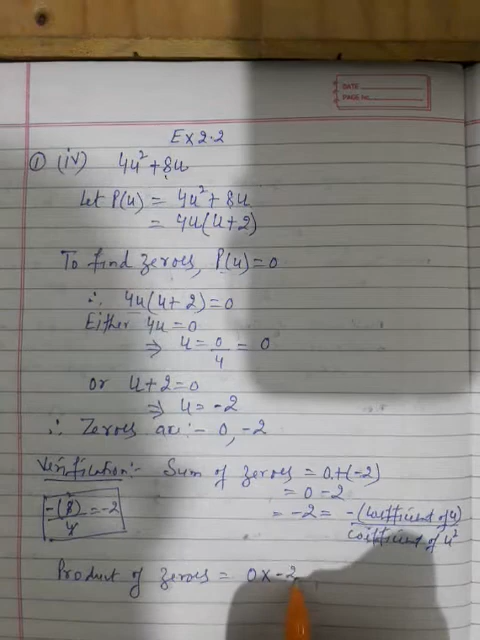 DATE
PAGE No.
Ex 2.2
① (iv) 4u² + 8u
Let P(u) = 4u² + 8u
= 4u(u+2)
To find zeroes, P(u) = 0
∴ 4u(u+2) = 0
Either 4u = 0
⇒ u = 0/4 = 0
or u+2 = 0
⇒ u = -2
∴ Zeroes are :- 0, -2
Verification:- Sum of zeroes = 0+(-2)
= 0-2
-(8)/4 = -2
= -2 = -(coefficient of u)/coefficient of u²
Product of zeroes = 0 x -2